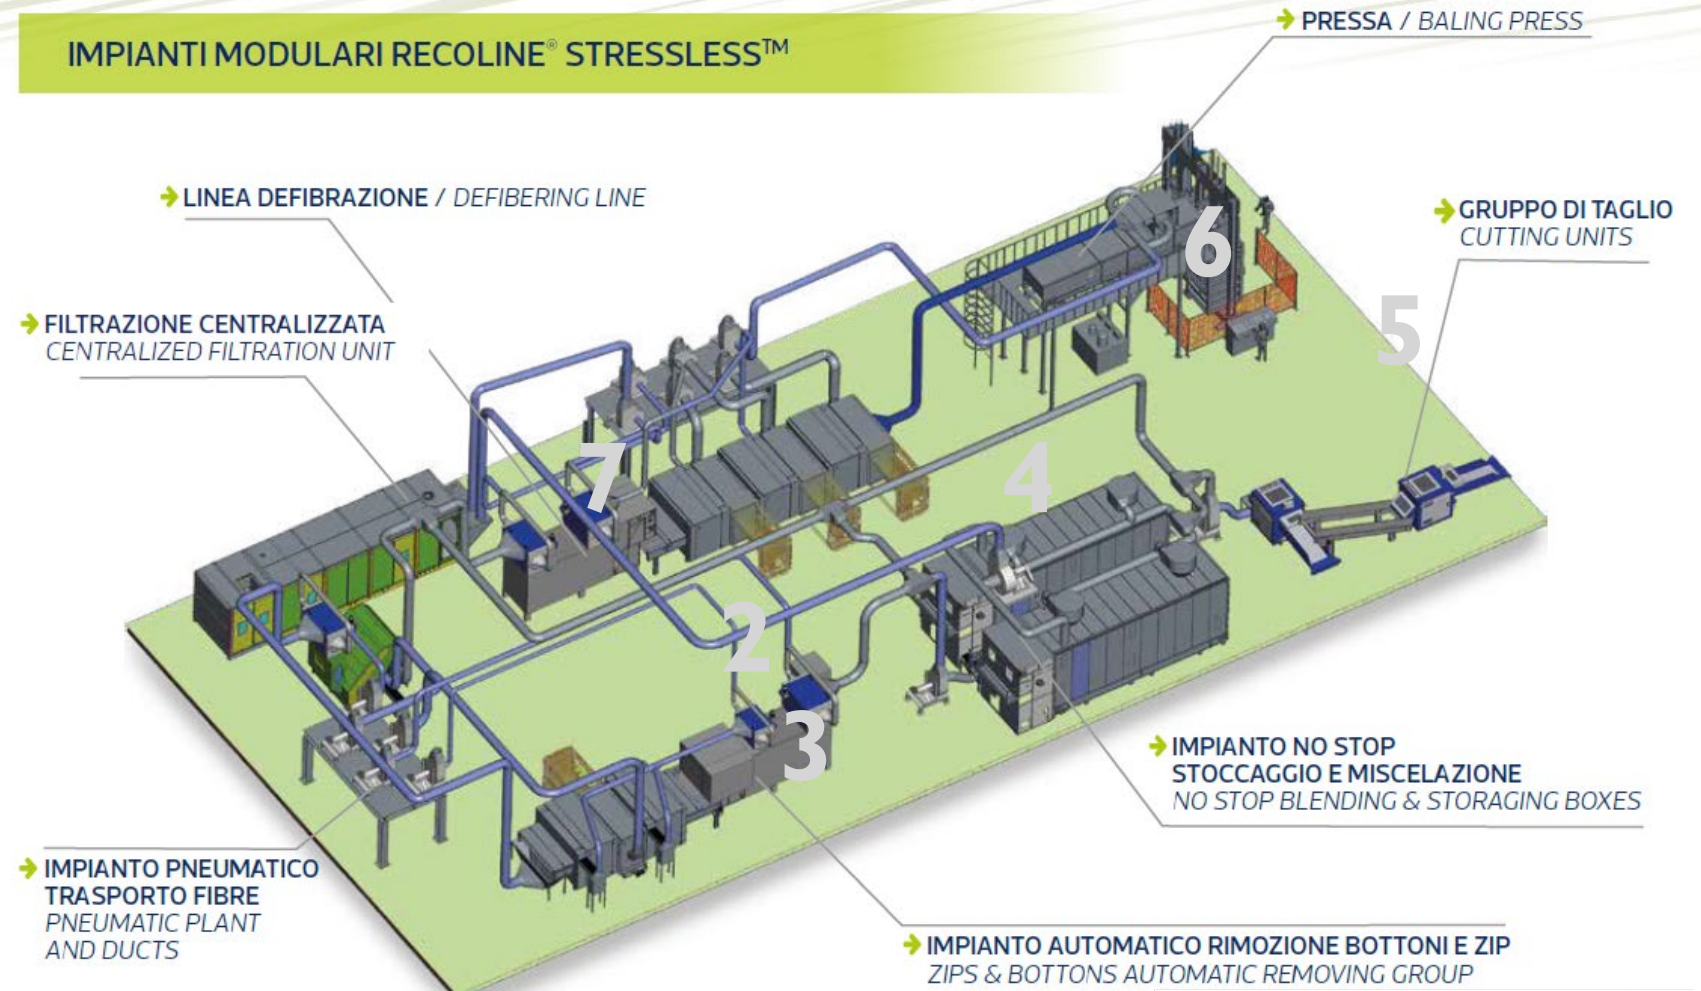 IMPIANTI MODULARI RECOLINE® STRESSLESS™
PRESSA / BALING PRESS
LINEA DEFIBRAZIONE / DEFIBERING LINE
GRUPPO DI TAGLIO
CUTTING UNITS
FILTRAZIONE CENTRALIZZATA
CENTRALIZED FILTRATION UNIT
6
5
7
4
2
3
IMPIANTO NO STOP
STOCCAGGIO E MISCELAZIONE
NO STOP BLENDING & STORAGING BOXES
IMPIANTO PNEUMATICO
TRASPORTO FIBRE
PNEUMATIC PLANT
AND DUCTS
IMPIANTO AUTOMATICO RIMOZIONE BOTTONI E ZIP
ZIPS & BOTTONS AUTOMATIC REMOVING GROUP